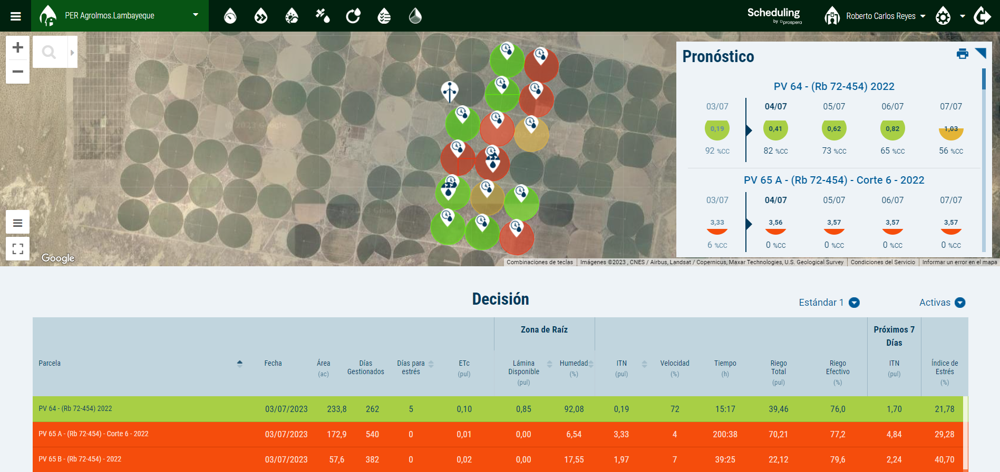 PER AgroImos.Lambayeque
Scheduling
by prospera
Roberto Carlos Reyes
Pronóstico
PV 64 - (Rb 72-454) 2022
03/07 04/07 05/07 06/07 07/07
0,19 0,41 0,62 0,82 1,03
92 %CC 82 %CC 73 %CC 65 %CC 56 %CC
PV 65 A - (Rb 72-454) - Corte 6 - 2022
03/07 04/07 05/07 06/07 07/07
3,33 3,56 3,57 3,57 3,57
6 %CC 0 %CC 0 %CC 0 %CC 0 %CC
Google
Combinaciones de teclas Imágenes ©2023 , CNES / Airbus, Landsat / Copernicus, Maxar Technologies, U.S. Geological Survey Condiciones del Servicio Informar un error en el mapa
Decisión
Estándar 1 Activas
Zona de Raíz Próximos 7
Días
Parcela Fecha Área Días Días para ETc Lámina Humedad ITN Velocidad Tiempo Riego Riego ITN Índice de
(ac) Gestionados estrés (pul) Disponible (%) (pul) (%) (h) Total Efectivo (pul) Estrés
(pul) (pul) (%) (%)
PV 64 - (Rb 72-454) 2022 03/07/2023 233,8 262 5 0,10 0,85 92,08 0,19 72 15:17 39,46 76,0 1,70 21,78
PV 65 A - (Rb 72-454) - Corte 6 - 2022 03/07/2023 172,9 540 0 0,01 0,00 6,54 3,33 4 200:38 70,21 77,2 4,84 29,28
PV 65 B - (Rb 72-454) - 2022 03/07/2023 57,6 382 0 0,02 0,00 17,55 1,97 7 39:25 22,12 79,6 2,24 40,70